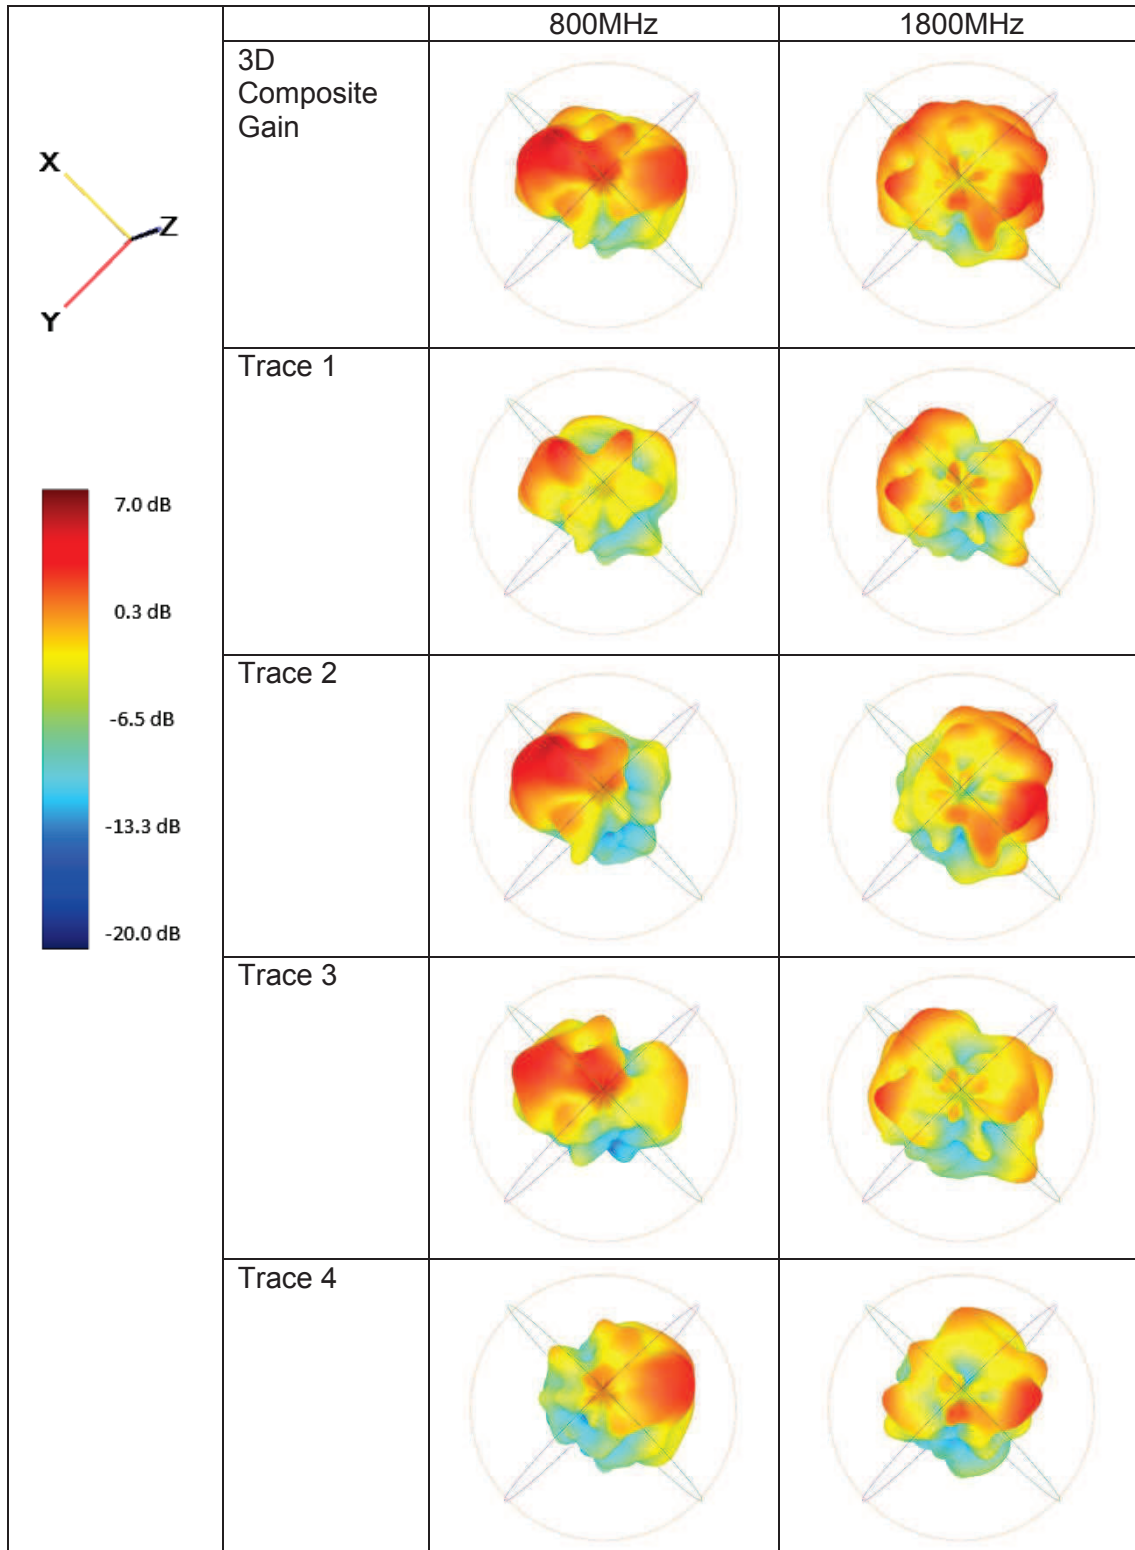 800MHz
1800MHz
3D
Composite
Gain
X
Z
Y
Trace 1
7.0 dB
0.3 dB
-6.5 dB
-13.3 dB
-20.0 dB
Trace 2
Trace 3
Trace 4